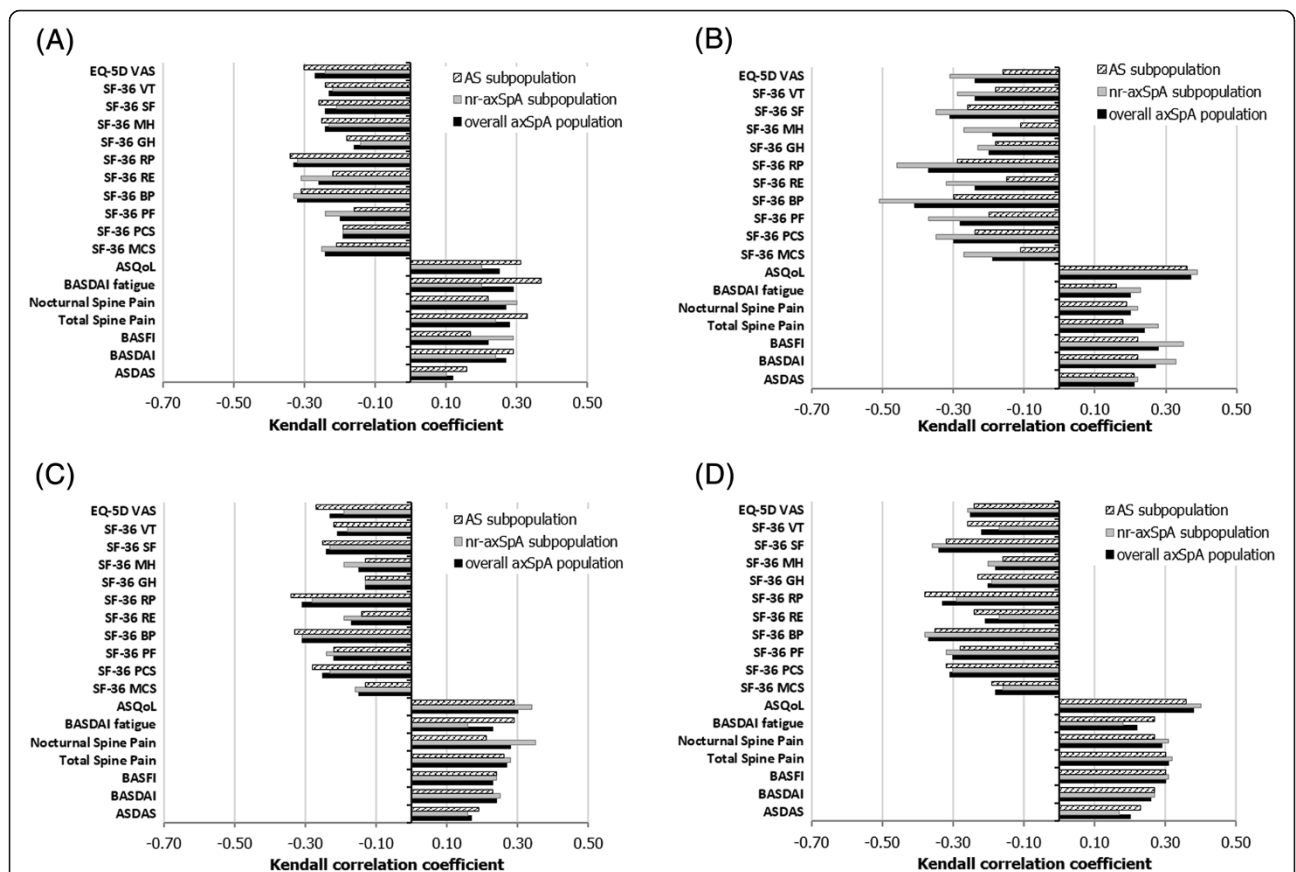 (A)
EQ-5D VAS
SF-36 VT
SF-36 SF
SF-36 MH
SF-36 GH
SF-36 RP
SF-36 RE
SF-36 BP
SF-36 PF
SF-36 PCS
SF-36 MCS
ASQoL
BASDAI fatigue
Nocturnal Spine Pain
Total Spine Pain
BASFI
BASDAI
ASDAS
AS subpopulation
nr-axSpA subpopulation
overall axSpA population
-0.70 -0.50 -0.30 -0.10 0.10 0.30 0.50
Kendall correlation coefficient
(B)
EQ-5D VAS
SF-36 VT
SF-36 SF
SF-36 MH
SF-36 GH
SF-36 RP
SF-36 RE
SF-36 BP
SF-36 PF
SF-36 PCS
SF-36 MCS
ASQoL
BASDAI fatigue
Nocturnal Spine Pain
Total Spine Pain
BASFI
BASDAI
ASDAS
AS subpopulation
nr-axSpA subpopulation
overall axSpA population
-0.70 -0.50 -0.30 -0.10 0.10 0.30 0.50
Kendall correlation coefficient
(C)
EQ-5D VAS
SF-36 VT
SF-36 SF
SF-36 MH
SF-36 GH
SF-36 RP
SF-36 RE
SF-36 BP
SF-36 PF
SF-36 PCS
SF-36 MCS
ASQoL
BASDAI fatigue
Nocturnal Spine Pain
Total Spine Pain
BASFI
BASDAI
ASDAS
AS subpopulation
nr-axSpA subpopulation
overall axSpA population
-0.70 -0.50 -0.30 -0.10 0.10 0.30 0.50
Kendall correlation coefficient
(D)
EQ-5D VAS
SF-36 VT
SF-36 SF
SF-36 MH
SF-36 GH
SF-36 RP
SF-36 RE
SF-36 BP
SF-36 PF
SF-36 PCS
SF-36 MCS
ASQoL
BASDAI fatigue
Nocturnal Spine Pain
Total Spine Pain
BASFI
BASDAI
ASDAS
AS subpopulation
nr-axSpA subpopulation
overall axSpA population
-0.70 -0.50 -0.30 -0.10 0.10 0.30 0.50
Kendall correlation coefficient